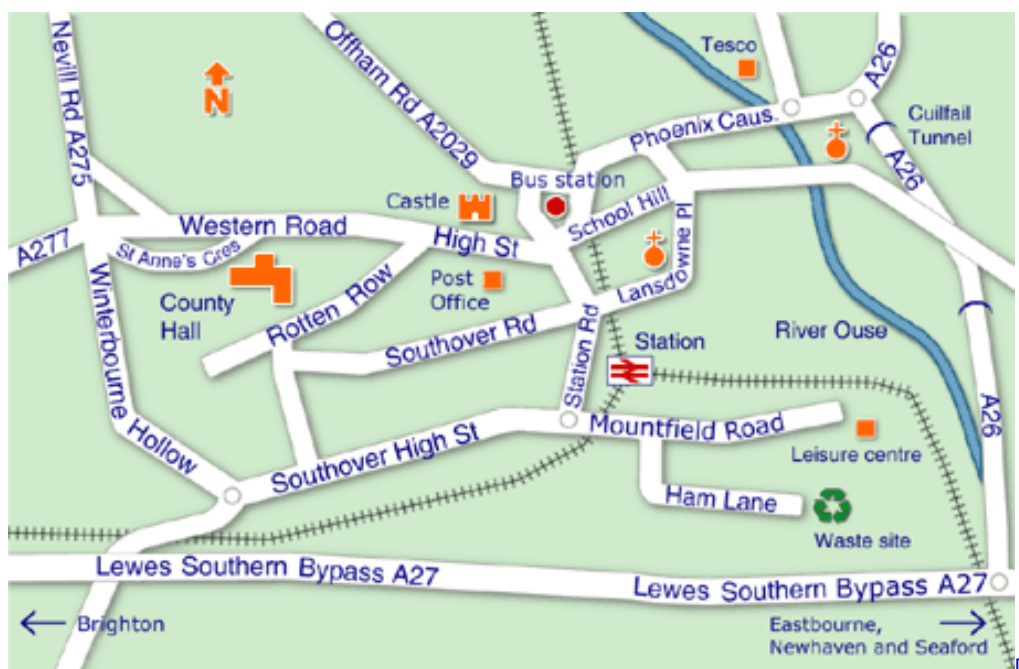 Nevill Rd A275
Offham Rd A2029
Tesco
A26
N
Phoenix Caus.
Cuilfail
Tunnel
A26
Bus station
Castle
School Hill
Western Road
High St
A277
St Anne's Cres
Lansdowne Pl
County
Hall
Post
Office
Rotten Row
Winterbourne Hollow
Southover Rd
Station Rd
Station
River Ouse
A26
Mountfield Road
Southover High St
Leisure centre
Ham Lane
Waste site
Lewes Southern Bypass A27
Lewes Southern Bypass A27
Brighton
Eastbourne,
Newhaven and Seaford